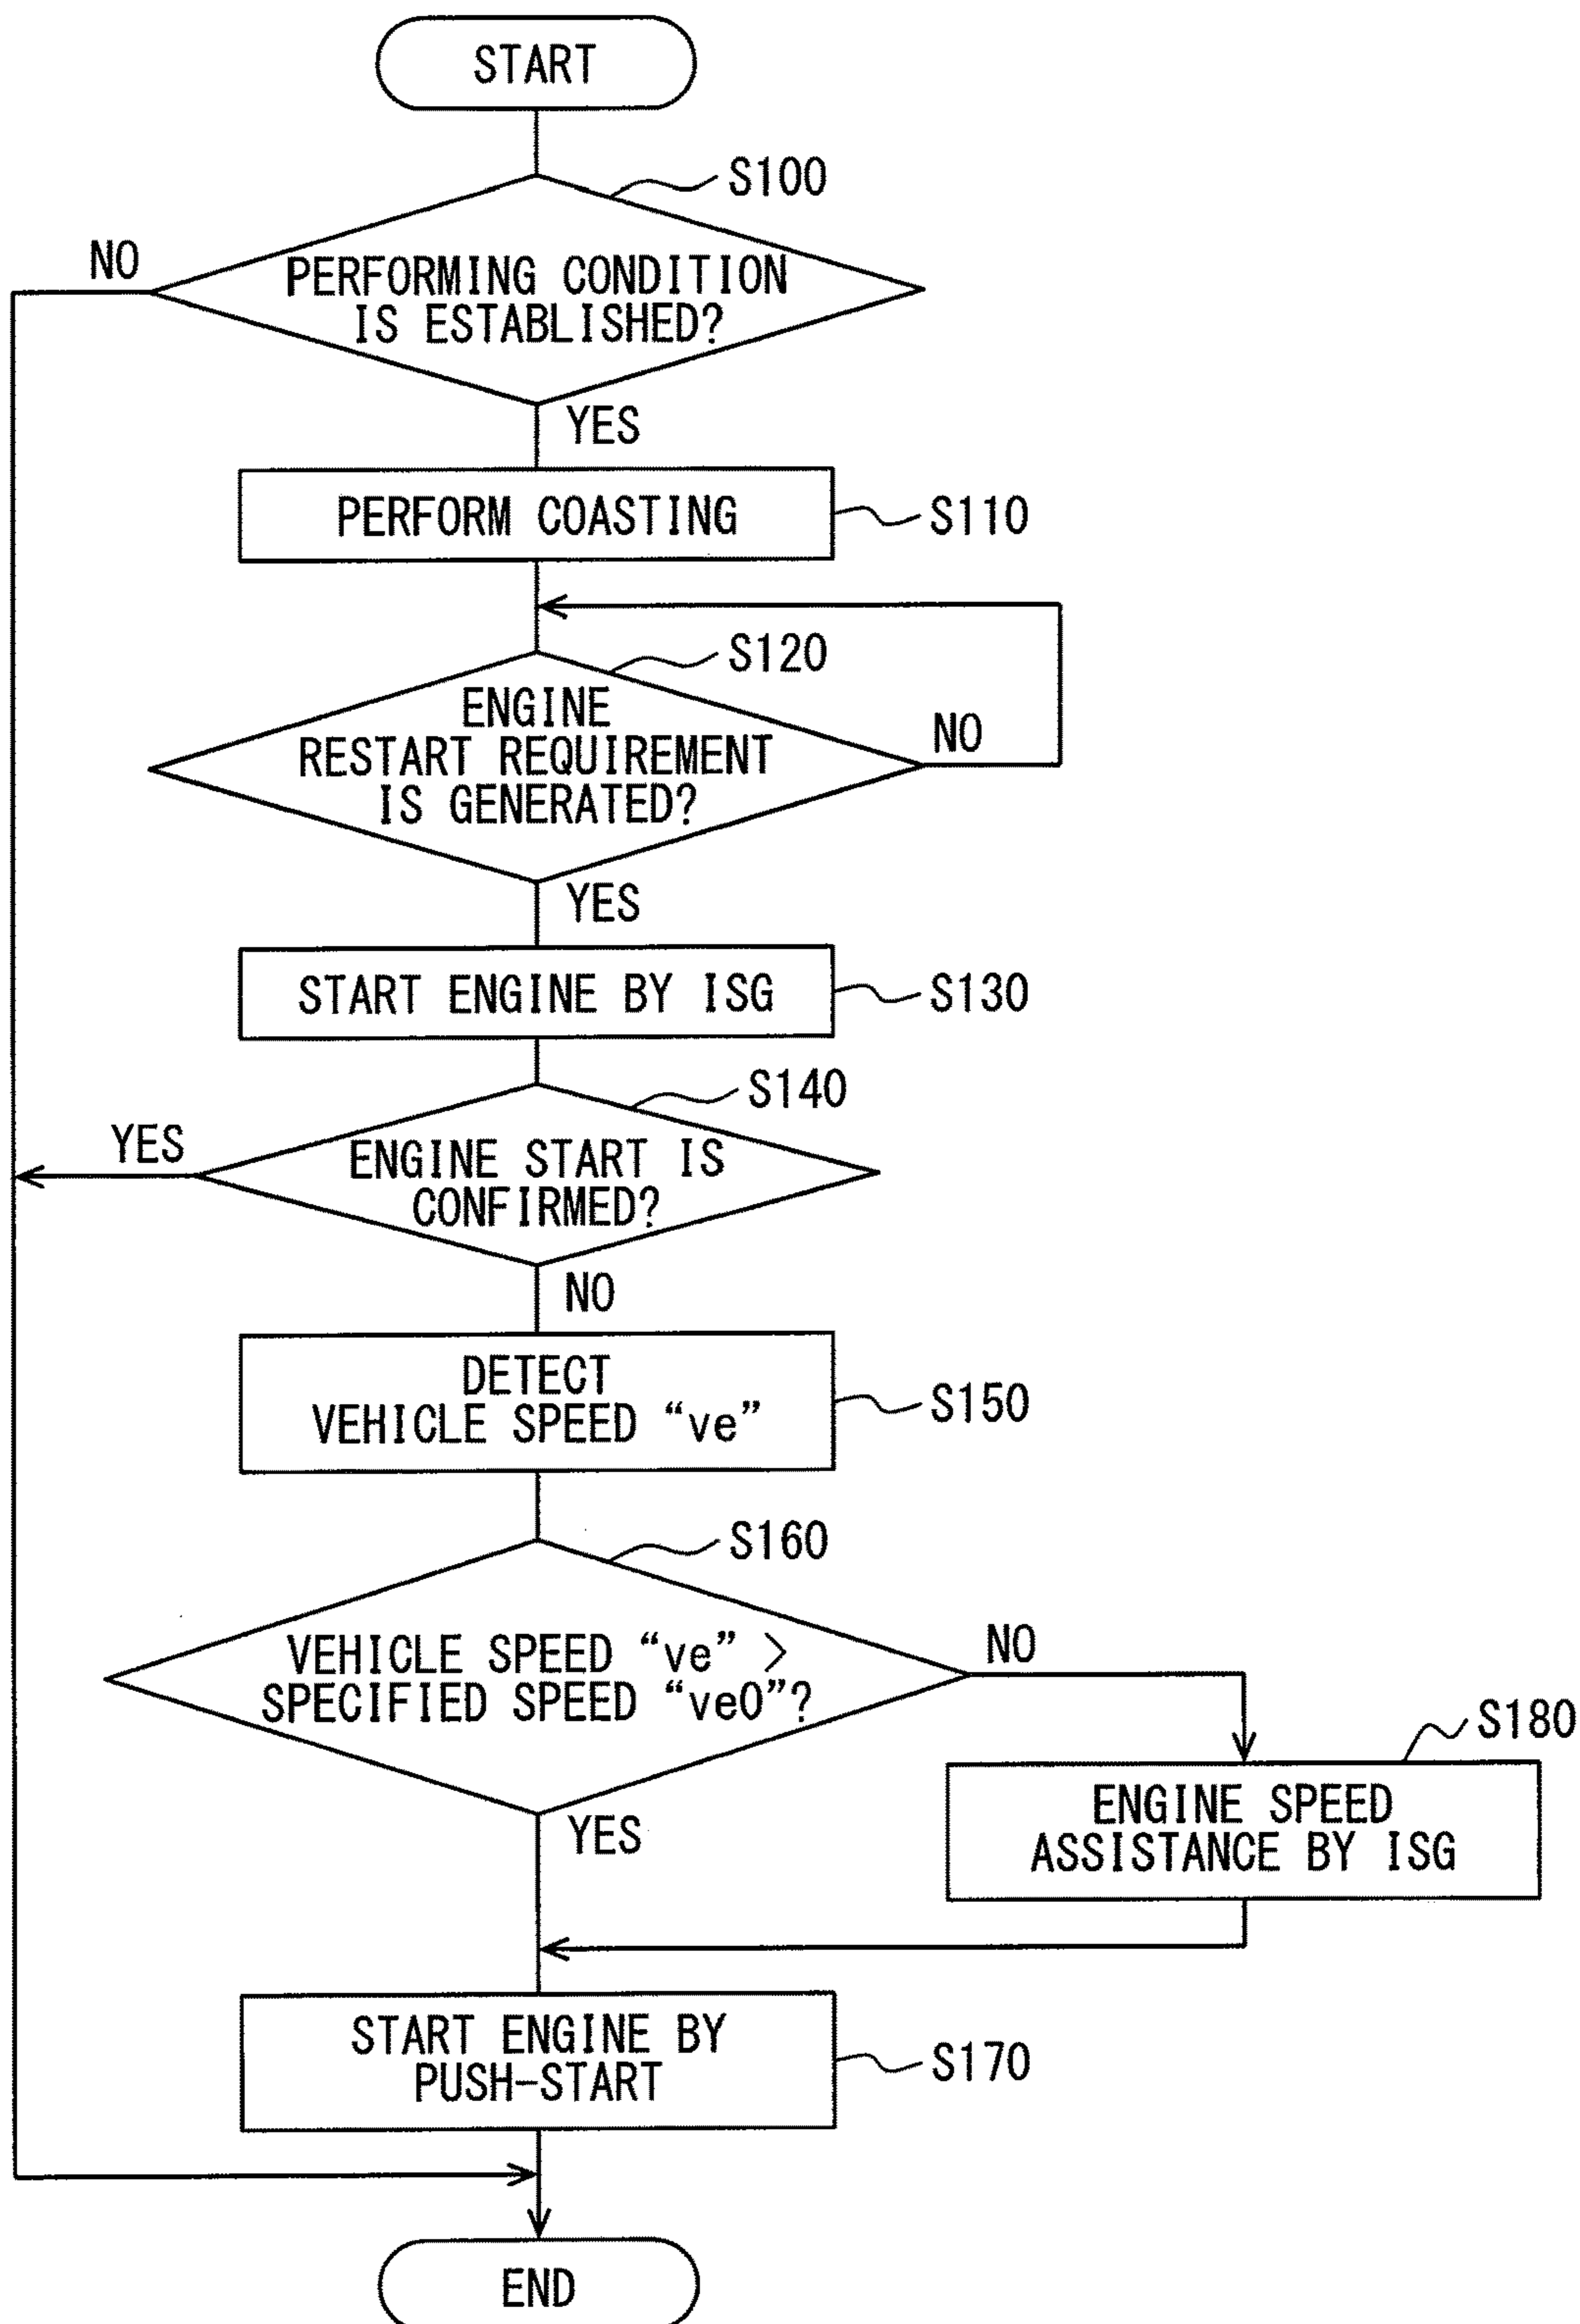 START
S100
NO
PERFORMING CONDITION
IS ESTABLISHED?
YES
PERFORM COASTING
S110
S120
ENGINE
RESTART REQUIREMENT
IS GENERATED?
NO
YES
START ENGINE BY ISG
S130
S140
YES
ENGINE START IS
CONFIRMED?
NO
DETECT
VEHICLE SPEED “ve”
S150
S160
VEHICLE SPEED “ve” >
SPECIFIED SPEED “ve0”?
NO
S180
ENGINE SPEED
ASSISTANCE BY ISG
YES
START ENGINE BY
PUSH-START
S170
END